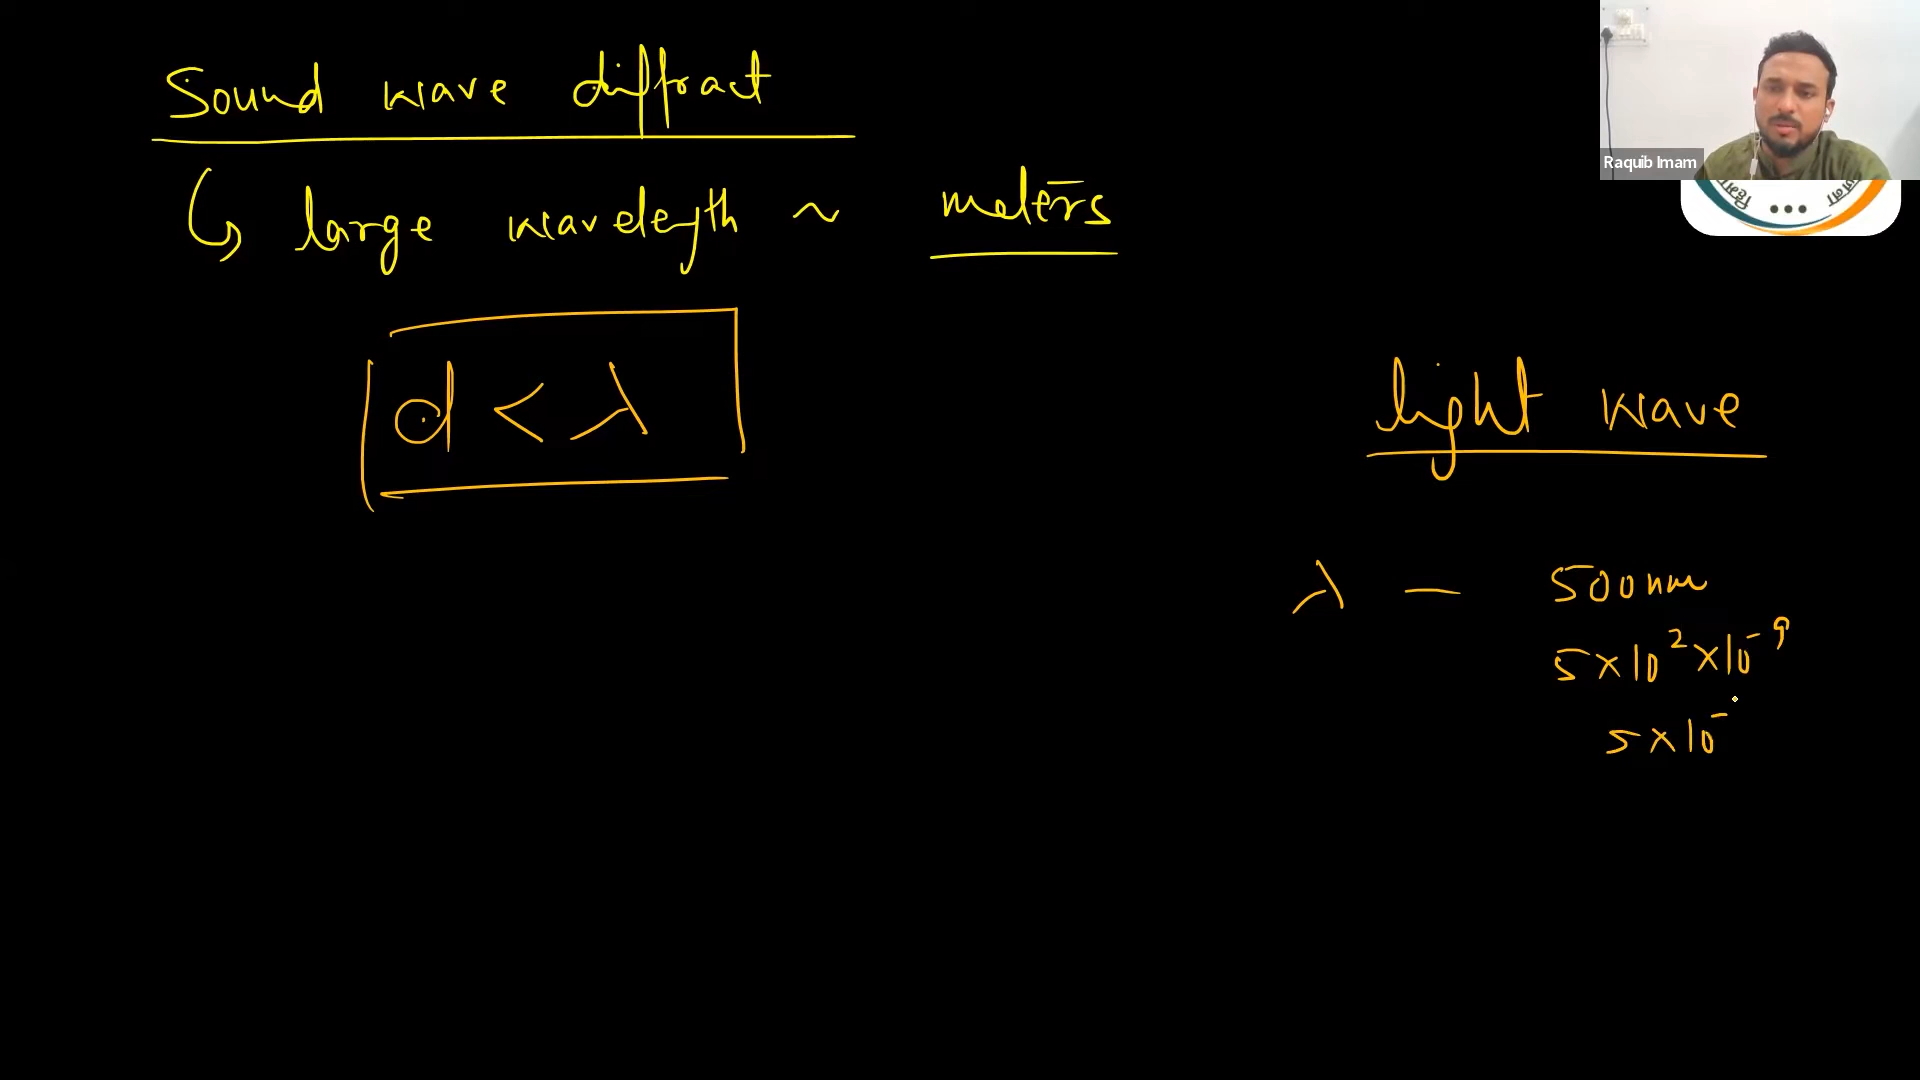 Sound wave diffract
↳ large wavelength ~ meters
d < λ
light wave
λ — 500nm
5×10²×10⁻⁹
5×10⁻
Raquib Imam